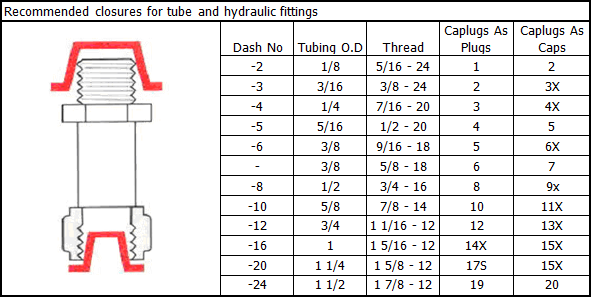 Recommended closures for tube and hydraulic fittings
Dash No Tubing O.D Thread Caplugs As Plugs Caplugs As Caps
-2 1/8 5/16 - 24 1 2
-3 3/16 3/8 - 24 2 3X
-4 1/4 7/16 - 20 3 4X
-5 5/16 1/2 - 20 4 5
-6 3/8 9/16 - 18 5 6X
- 3/8 5/8 - 18 6 7
-8 1/2 3/4 - 16 8 9x
-10 5/8 7/8 - 14 10 11X
-12 3/4 1 1/16 - 12 12 13X
-16 1 1 5/16 - 12 14X 15X
-20 1 1/4 1 5/8 - 12 17S 15X
-24 1 1/2 1 7/8 - 12 19 20